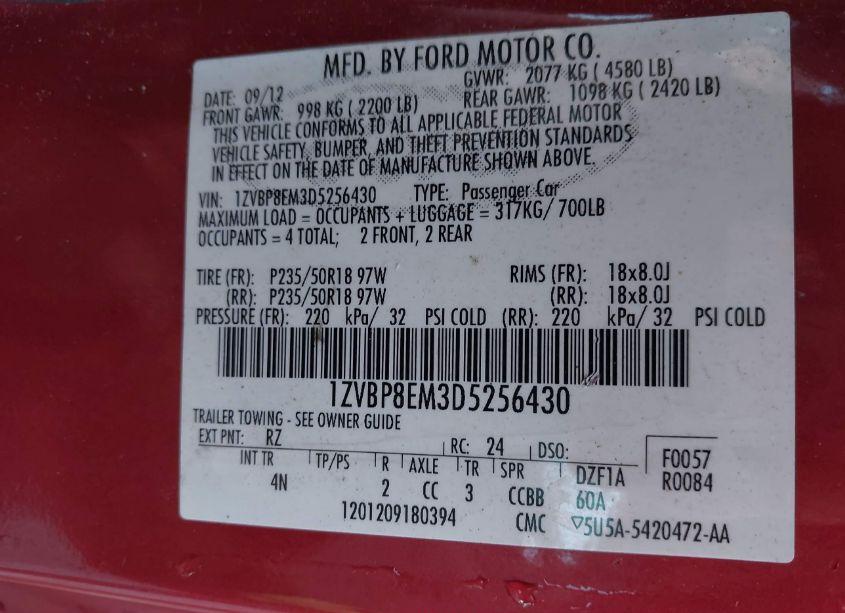 MFD. BY FORD MOTOR CO.
DATE: 09/12 GVWR: 2077 KG ( 4580 LB)
FRONT GAWR: 998 KG ( 2200 LB) REAR GAWR: 1098 KG ( 2420 LB)
THIS VEHICLE CONFORMS TO ALL APPLICABLE FEDERAL MOTOR
VEHICLE SAFETY, BUMPER, AND THEFT PREVENTION STANDARDS
IN EFFECT ON THE DATE OF MANUFACTURE SHOWN ABOVE.
VIN: 1ZVBP8EM3D5256430 TYPE: Passenger Car
MAXIMUM LOAD = OCCUPANTS + LUGGAGE = 317KG/ 700LB
OCCUPANTS = 4 TOTAL; 2 FRONT, 2 REAR
TIRE (FR): P235/50R18 97W RIMS (FR): 18x8.0J
(RR): P235/50R18 97W (RR): 18x8.0J
PRESSURE (FR): 220 kPa/ 32 PSI COLD (RR): 220 kPa/ 32 PSI COLD
1ZVBP8EM3D5256430
TRAILER TOWING - SEE OWNER GUIDE
EXT PNT: RZ RC: 24 DSO: F0057
INT TR TP/PS R AXLE TR SPR DZF1A R0084
4N 2 CC 3 CCBB 60A
1201209180394 CMC ▽5U5A-5420472-AA